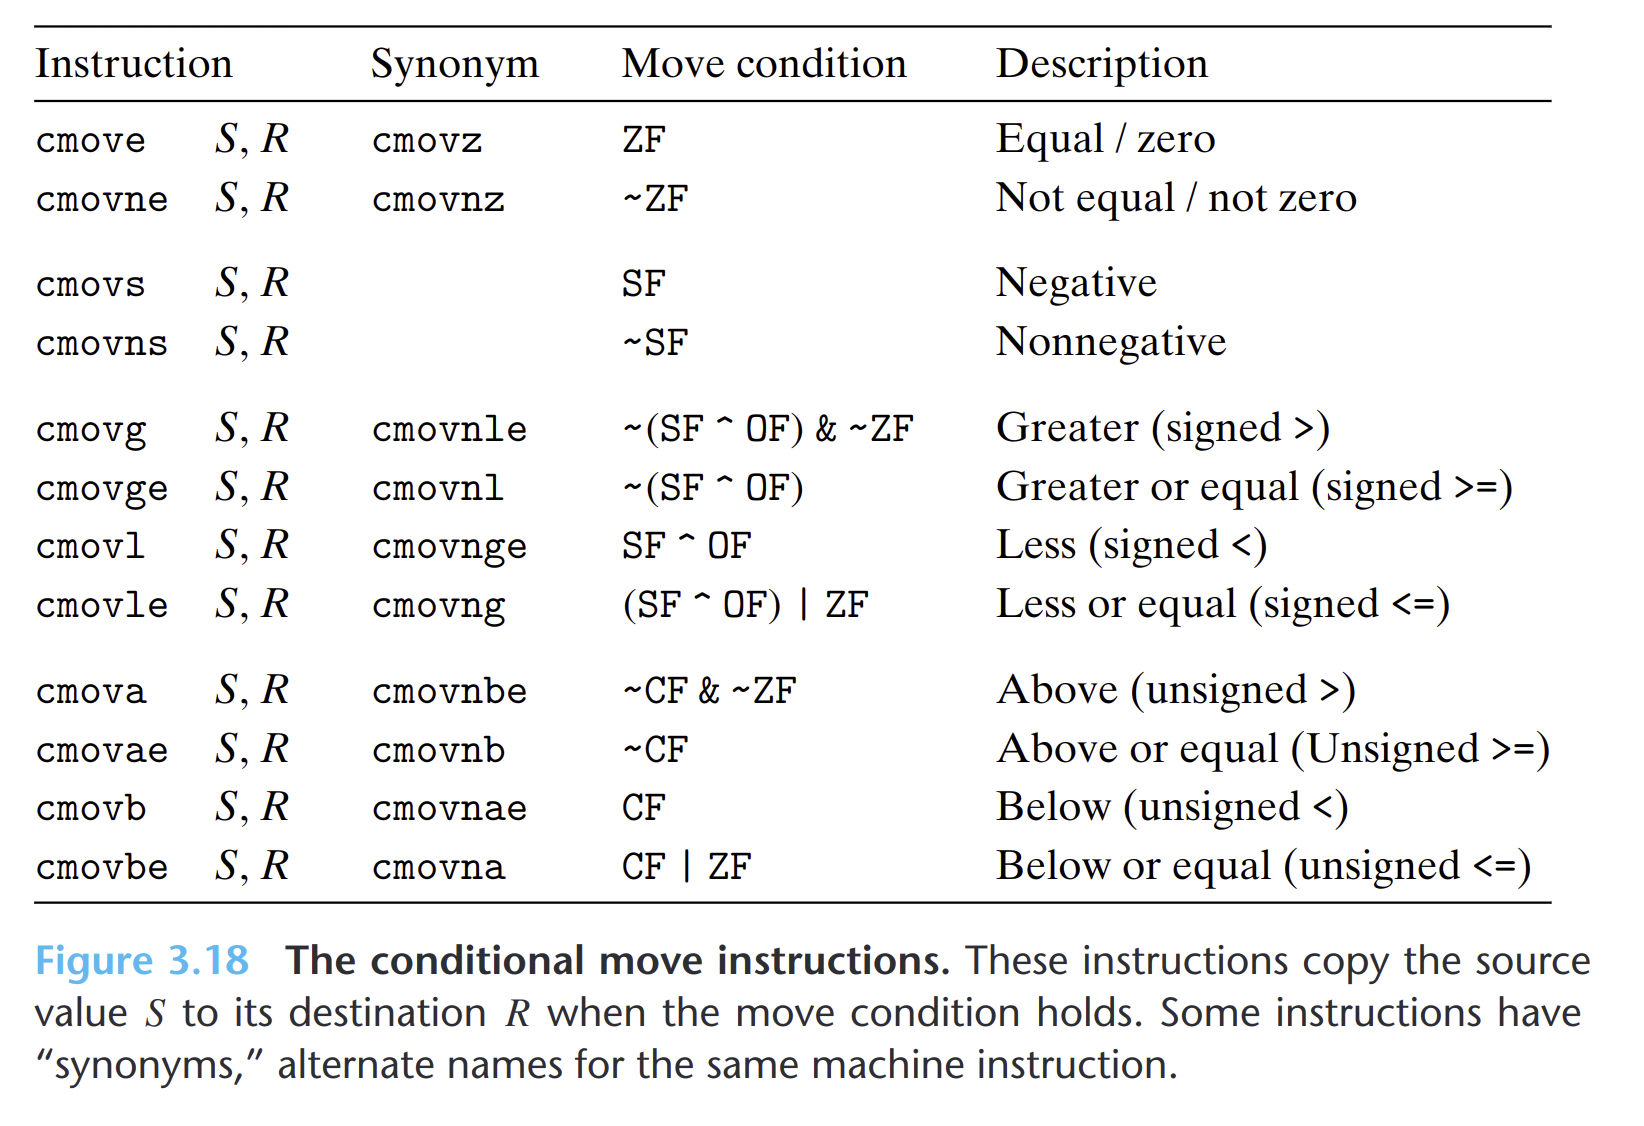 Instruction Synonym Move condition Description
cmove S, R cmovz ZF Equal / zero
cmovne S, R cmovnz ~ZF Not equal / not zero
cmovs S, R SF Negative
cmovns S, R ~SF Nonnegative
cmovg S, R cmovnle ~(SF ^ OF) & ~ZF Greater (signed >)
cmovge S, R cmovnl ~(SF ^ OF) Greater or equal (signed >=)
cmovl S, R cmovnge SF ^ OF Less (signed <)
cmovle S, R cmovng (SF ^ OF) | ZF Less or equal (signed <=)
cmova S, R cmovnbe ~CF & ~ZF Above (unsigned >)
cmovae S, R cmovnb ~CF Above or equal (Unsigned >=)
cmovb S, R cmovnae CF Below (unsigned <)
cmovbe S, R cmovna CF | ZF Below or equal (unsigned <=)
Figure 3.18 The conditional move instructions. These instructions copy the source
value S to its destination R when the move condition holds. Some instructions have
“synonyms,” alternate names for the same machine instruction.